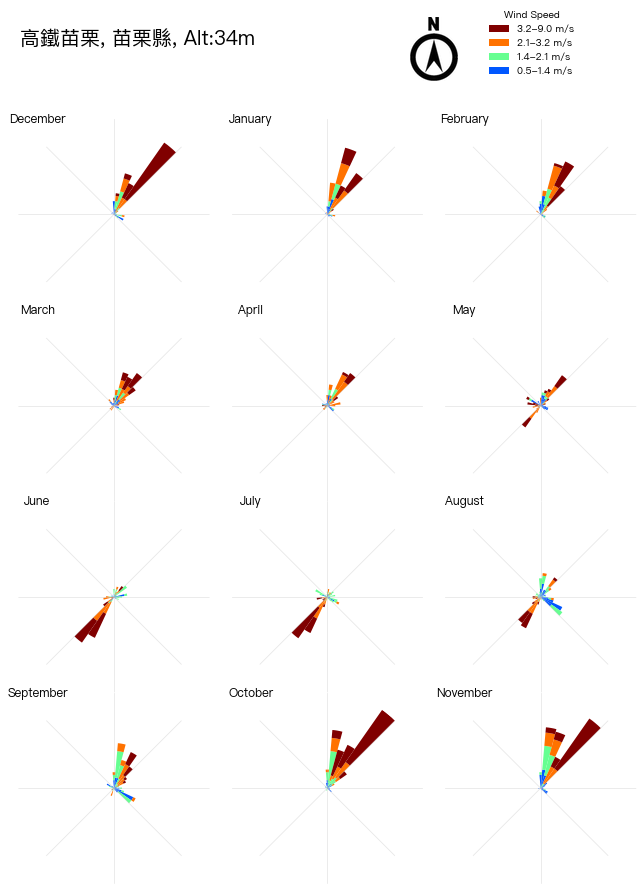 高鐵苗栗, 苗栗縣, Alt:34m
N
Wind Speed
3.2–9.0 m/s
2.1–3.2 m/s
1.4–2.1 m/s
0.5–1.4 m/s
December
January
February
March
April
May
June
July
August
September
October
November